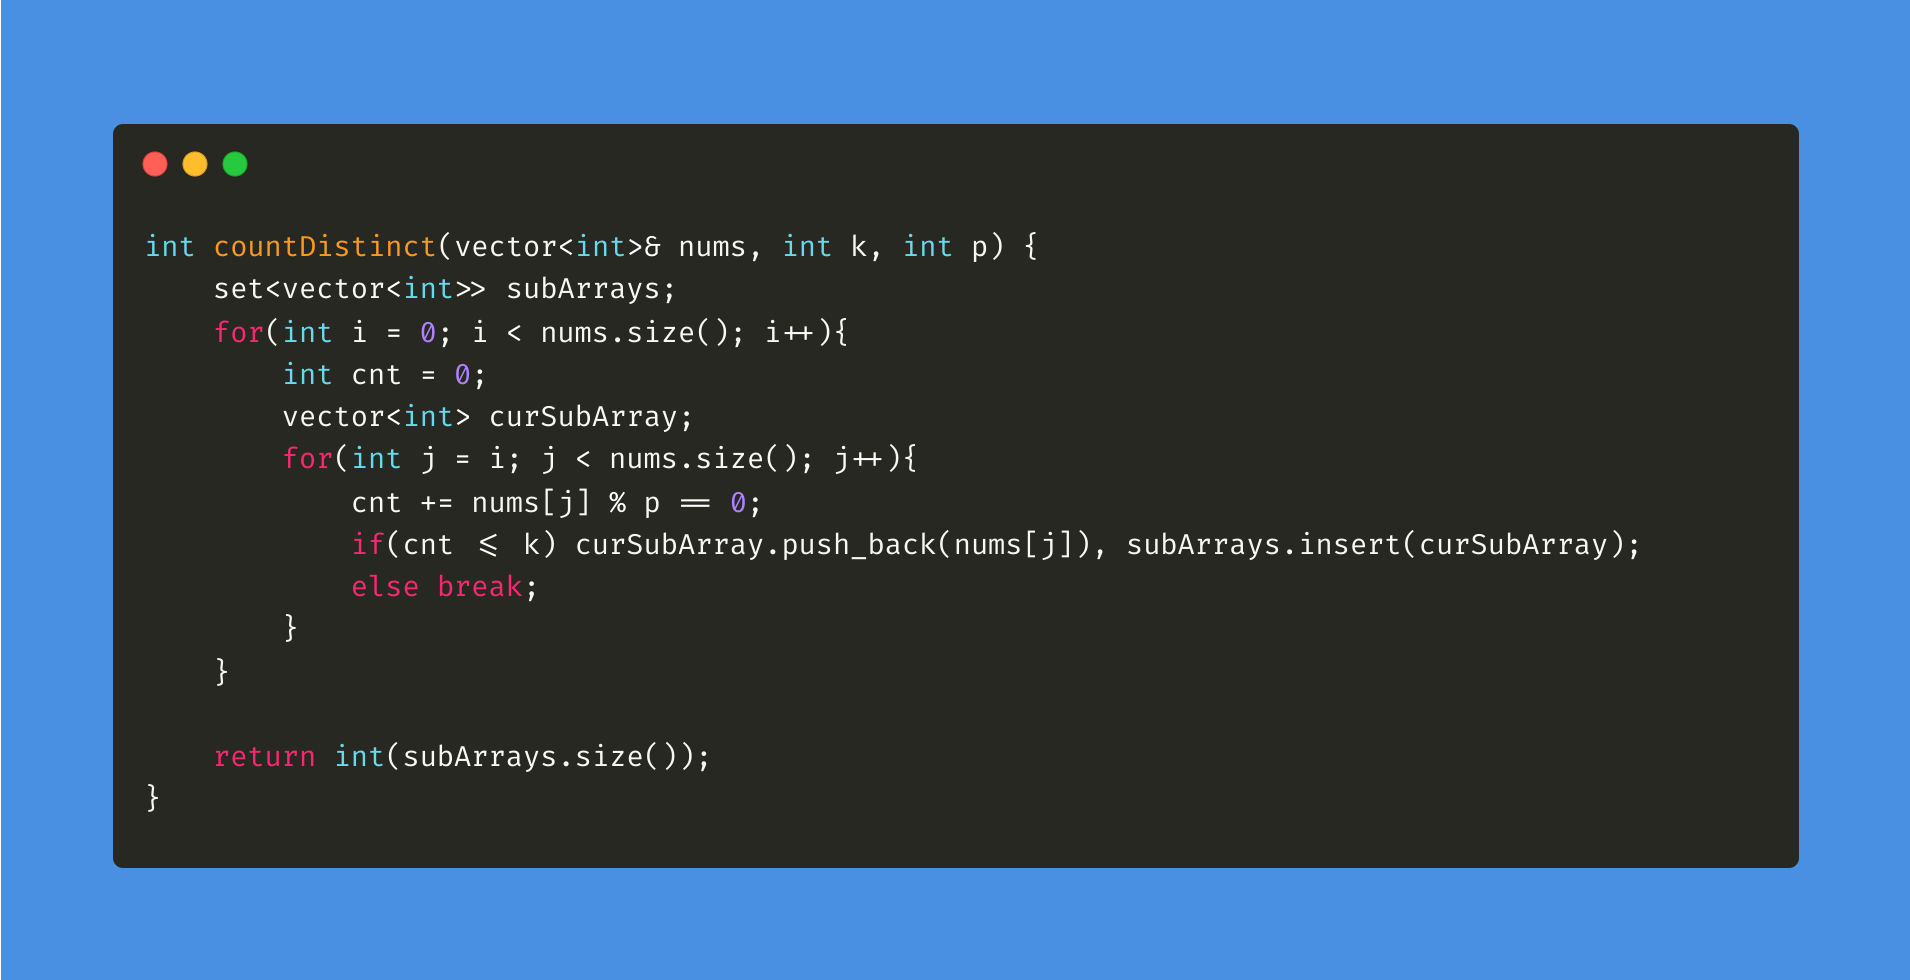 int countDistinct(vector<int>& nums, int k, int p) {
    set<vector<int>> subArrays;
    for(int i = 0; i < nums.size(); i++){
        int cnt = 0;
        vector<int> curSubArray;
        for(int j = i; j < nums.size(); j++){
            cnt += nums[j] % p == 0;
            if(cnt <= k) curSubArray.push_back(nums[j]), subArrays.insert(curSubArray);
            else break;
        }
    }

    return int(subArrays.size());
}